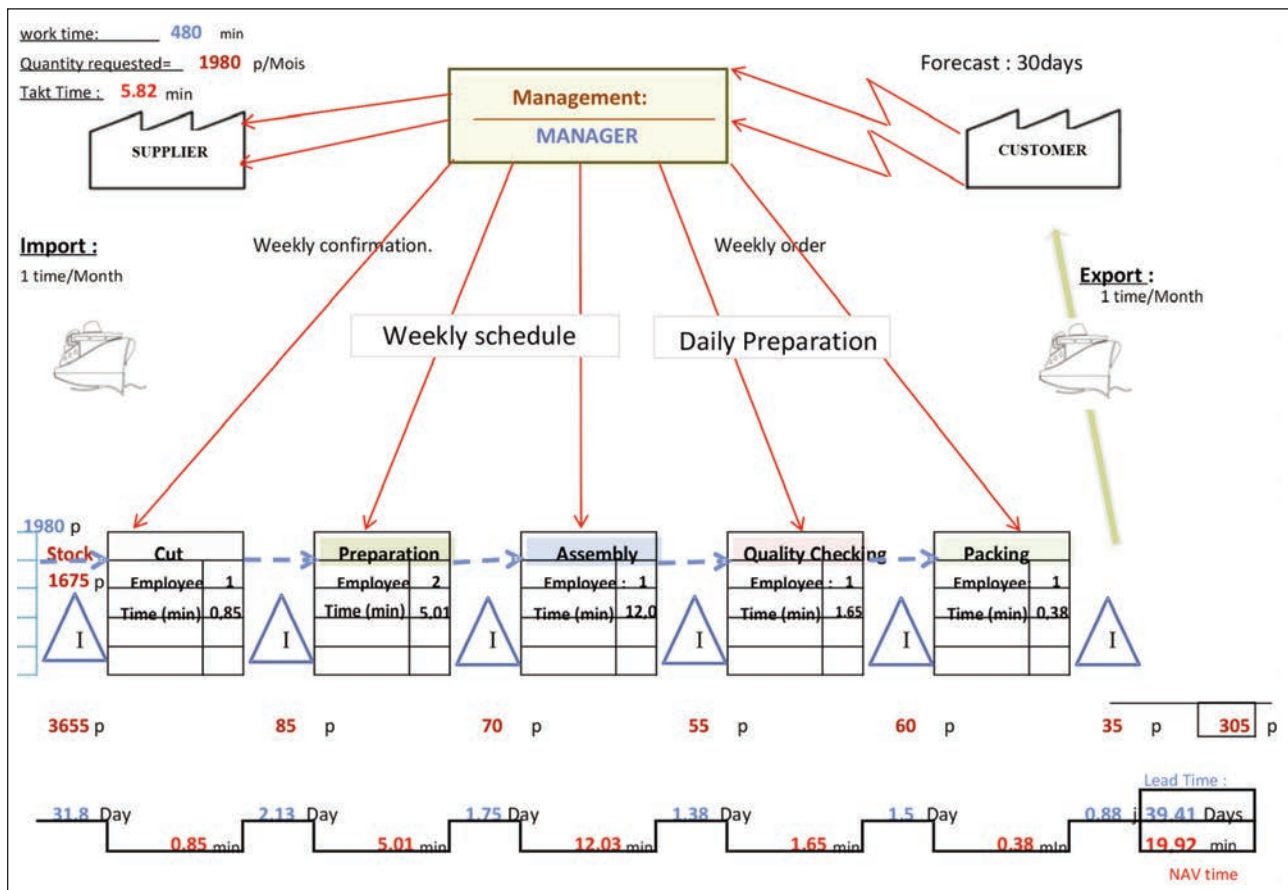 work time: 480 min
Quantity requested= 1980 p/Mois
Takt Time : 5.82 min
SUPPLIER
Management:
MANAGER
Forecast : 30days
CUSTOMER
Import :
1 time/Month
Weekly confirmation.
Weekly order
Export :
1 time/Month
Weekly schedule
Daily Preparation
1980 p
Stock
1675 p
I
Cut
Employee 1
Time (min) 0,85
I
Preparation
Employee 2
Time (min) 5,01
I
Assembly
Employee : 1
Time (min) 12,0
I
Quality Checking
Employee : 1
Time (min) 1.65
I
Packing
Employee : 1
Time (min) 0,38
I
3655 p 85 p 70 p 55 p 60 p 35 p 305 p
Lead Time :
31.8 Day 2.13 Day 1.75 Day 1.38 Day 1.5 Day 0.88 j 39,41 Days
0.85 min 5.01 min 12.03 min 1.65 min 0.38 min 19,92 min
NAV time